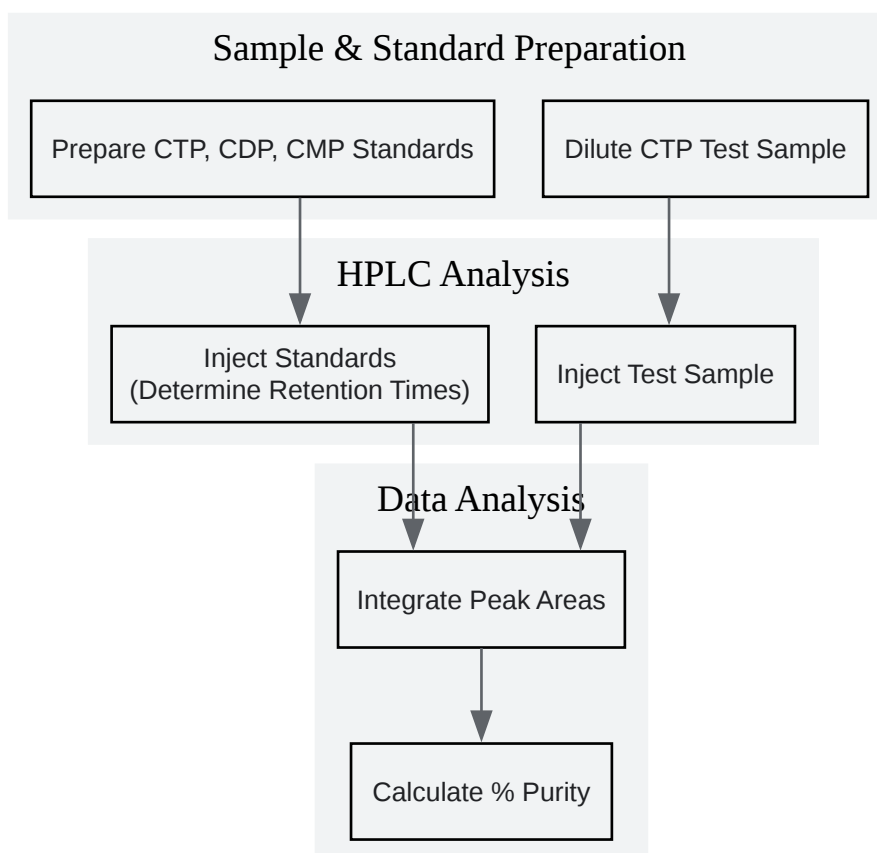 Sample & Standard Preparation
Prepare CTP, CDP, CMP Standards
Dilute CTP Test Sample
HPLC Analysis
Inject Standards
(Determine Retention Times)
Inject Test Sample
Data Analysis
Integrate Peak Areas
Calculate % Purity